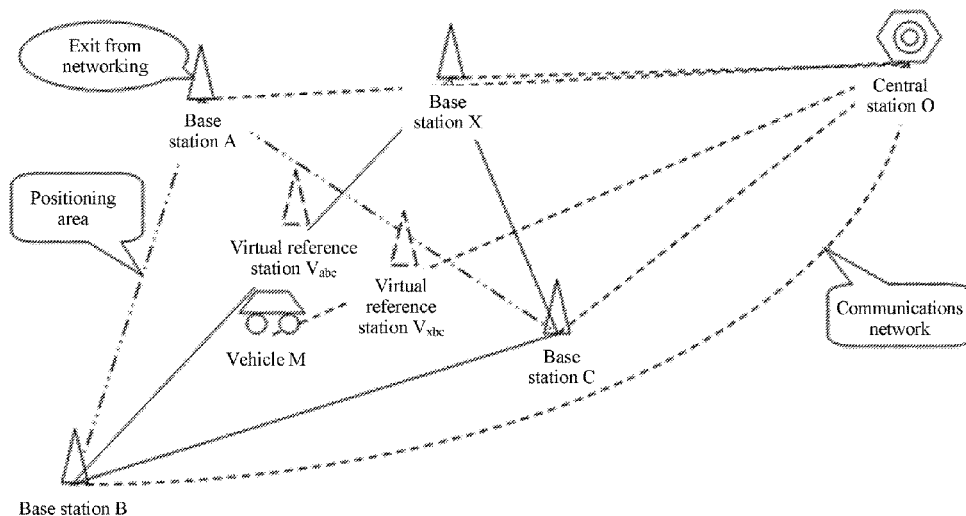 Exit from
networking
Base
station A
Base
station X
Central
station O
Positioning
area
Virtual reference
station Vabc
Virtual
reference
station Vxbc
Vehicle M
Base
station C
Communications
network
Base station B